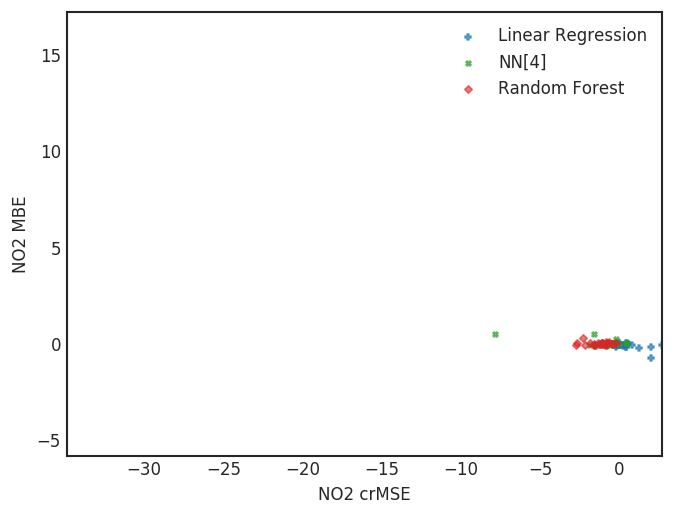 Linear Regression
NN[4]
Random Forest
15
10
5
0
−5
NO2 MBE
−30
−25
−20
−15
−10
−5
0
NO2 crMSE